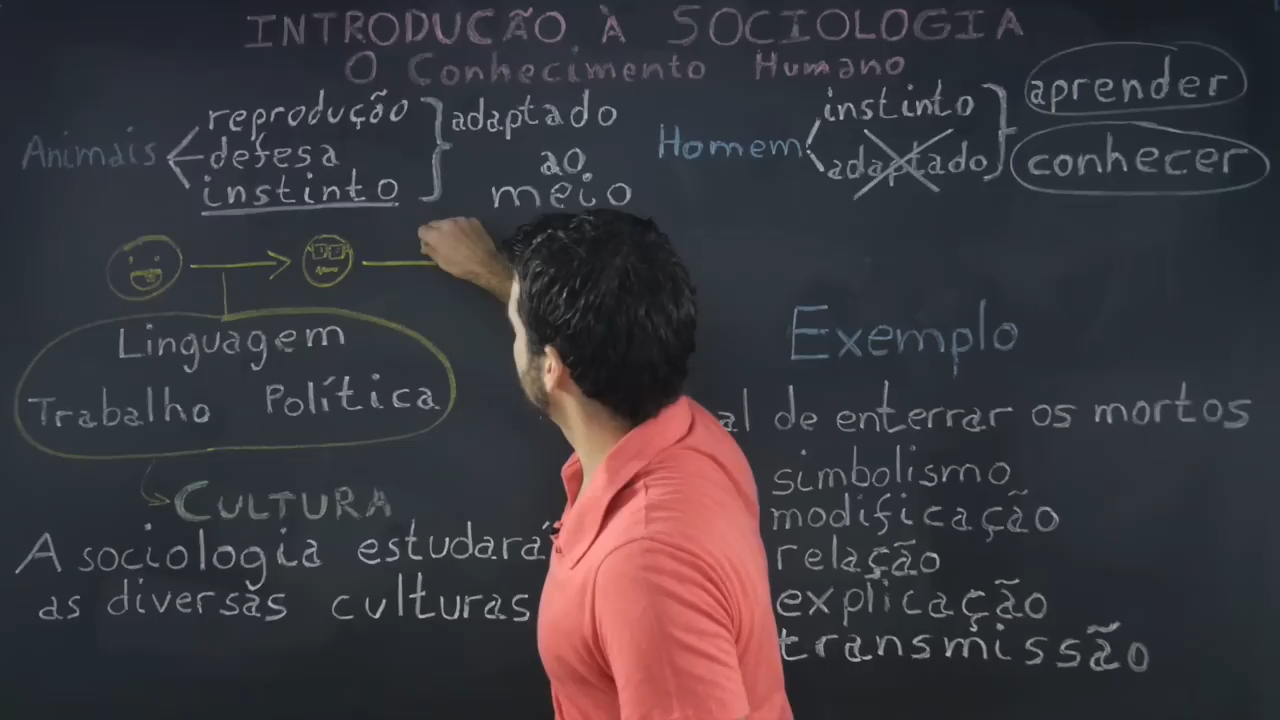 INTRODUCÃO À SOCIOLOGIA
O Conhecimento Humano
Animais
reprodução
defesa
instinto
adaptado
ao
meio
Homem
instinto
adaptado
aprender
conhecer
Linguagem
Trabalho Política
CULTURA
A sociologia estudará
as diversas culturas
Exemplo
al de enterrar os mortos
simbolismo
modificação
relação
explicação
transmissão